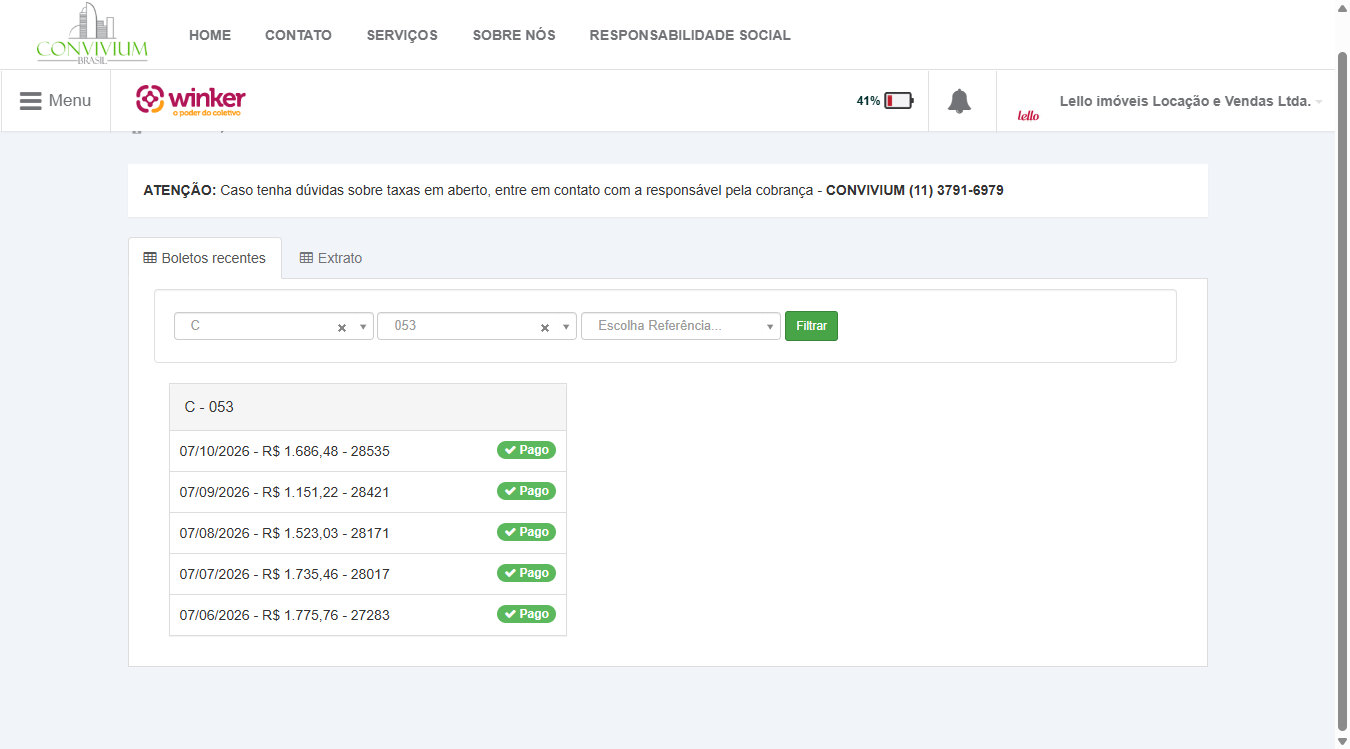 CONVIVIUM
BRASIL
HOME
CONTATO
SERVIÇOS
SOBRE NÓS
RESPONSABILIDADE SOCIAL
Menu
winker
o poder do coletivo
41%
lello
Lello imóveis Locação e Vendas Ltda.
ATENÇÃO: Caso tenha dúvidas sobre taxas em aberto, entre em contato com a responsável pela cobrança - CONVIVIUM (11) 3791-6979
Boletos recentes
Extrato
C
053
Escolha Referência...
Filtrar
C - 053
07/10/2026 - R$ 1.686,48 - 28535 Pago
07/09/2026 - R$ 1.151,22 - 28421 Pago
07/08/2026 - R$ 1.523,03 - 28171 Pago
07/07/2026 - R$ 1.735,46 - 28017 Pago
07/06/2026 - R$ 1.775,76 - 27283 Pago